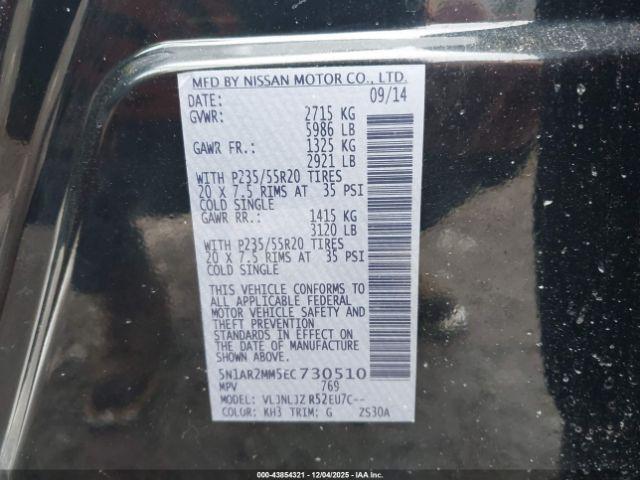 MFD BY NISSAN MOTOR CO., LTD.
DATE: 09/14
GVWR: 2715 KG
5986 LB
GAWR FR.: 1325 KG
2921 LB
WITH P235/55R20 TIRES
20 X 7.5 RIMS AT 35 PSI
COLD SINGLE
GAWR RR.: 1415 KG
3120 LB
WITH P235/55R20 TIRES
20 X 7.5 RIMS AT 35 PSI
COLD SINGLE
THIS VEHICLE CONFORMS TO
ALL APPLICABLE FEDERAL
MOTOR VEHICLE SAFETY AND
THEFT PREVENTION
STANDARDS IN EFFECT ON
THE DATE OF MANUFACTURE
SHOWN ABOVE.
5N1AR2MM5EC730510
MPV 769
MODEL: VLJNLJZ R52EU7C--
COLOR: KH3 TRIM: G ZS30A
000-43854321 - 12/04/2025 - IAAI.com